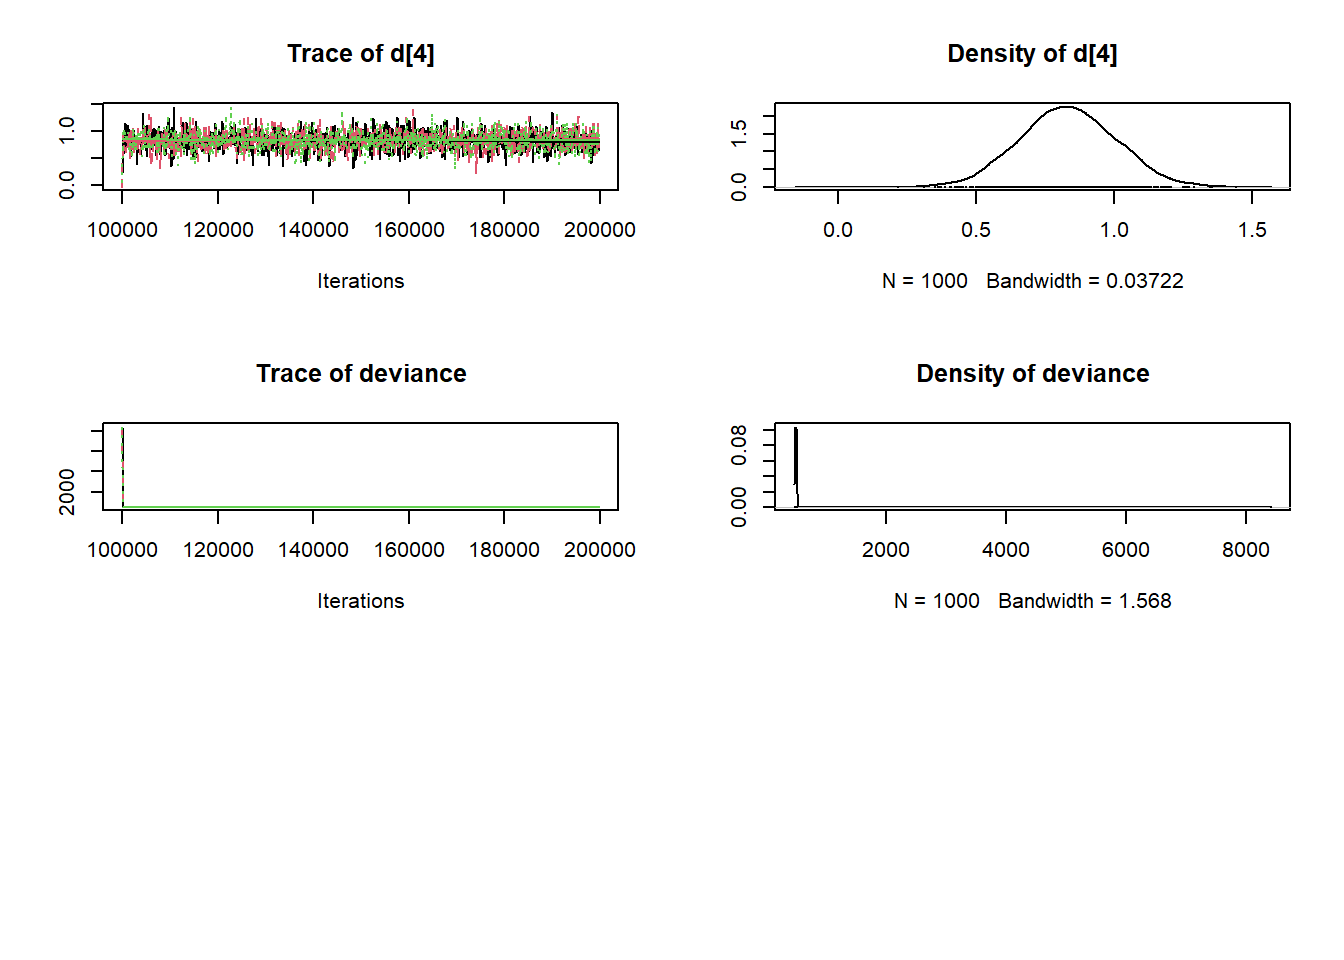 Trace of d[4]
0.0 1.0
100000 120000 140000 160000 180000 200000
Iterations
Density of d[4]
0.0 1.5
0.0 0.5 1.0 1.5
N = 1000 Bandwidth = 0.03722
Trace of deviance
2000
100000 120000 140000 160000 180000 200000
Iterations
Density of deviance
0.00 0.08
2000 4000 6000 8000
N = 1000 Bandwidth = 1.568